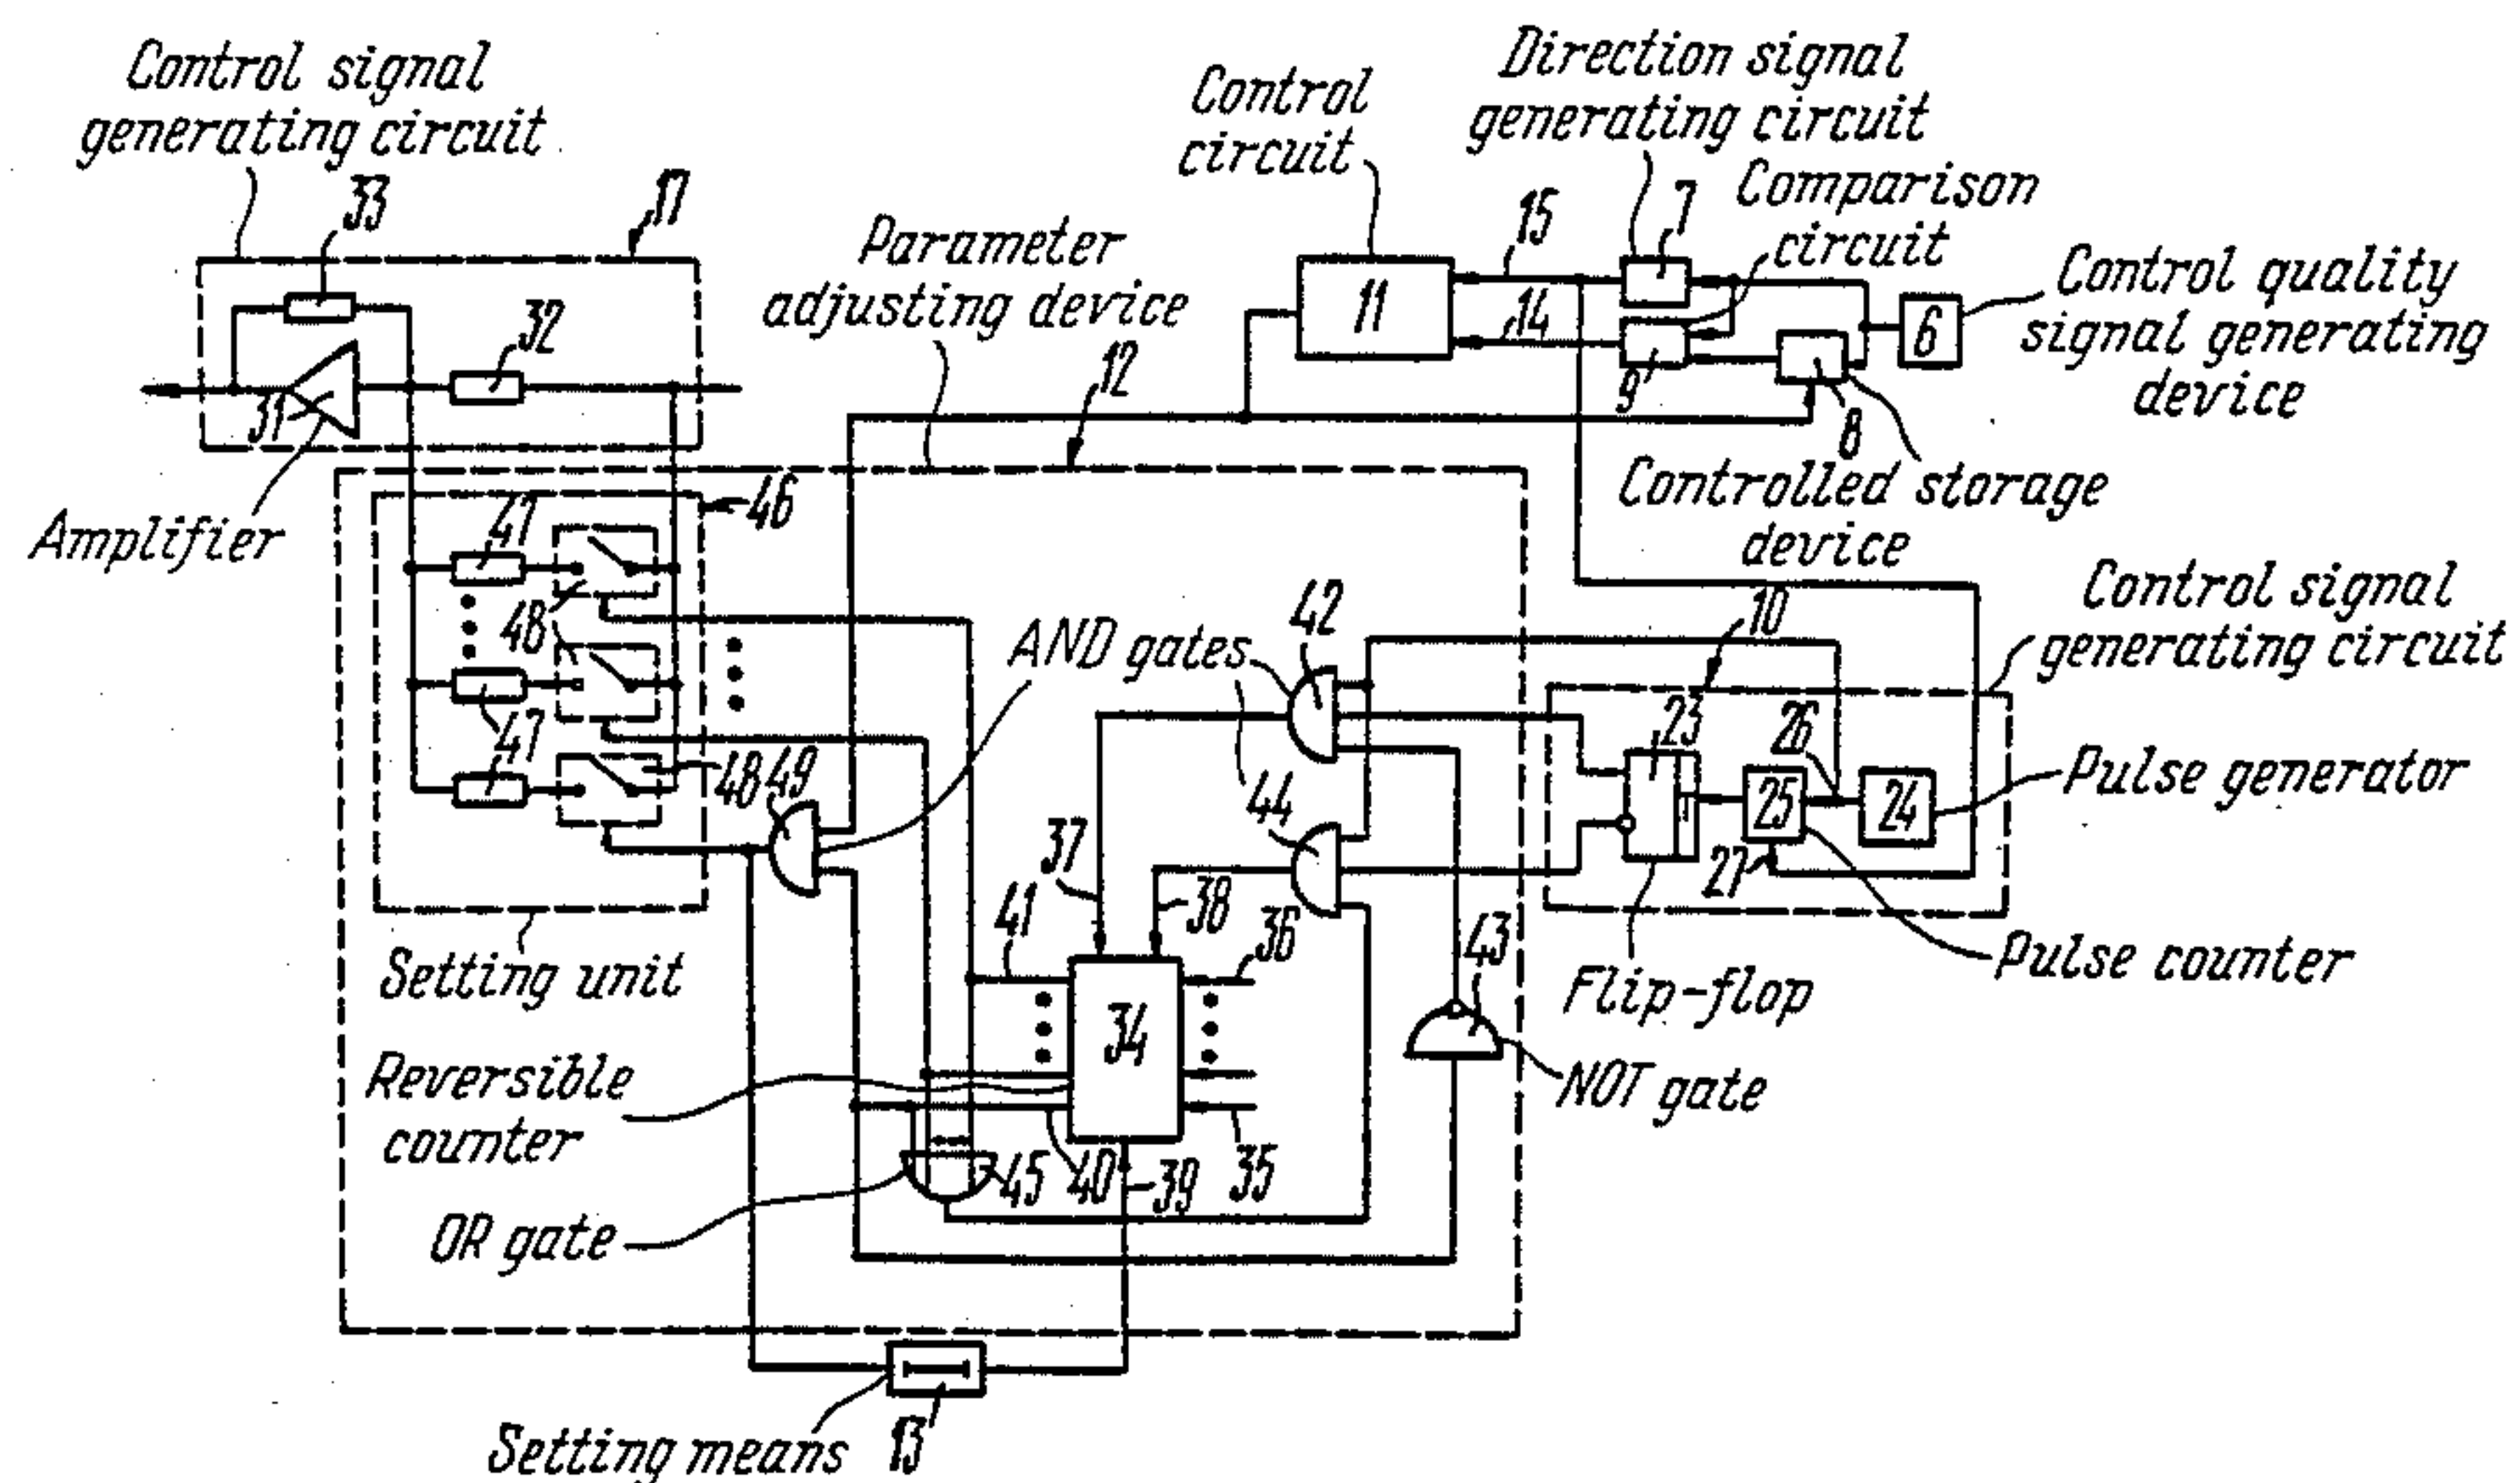 Control signal
generating circuit
33
Control
circuit
Direction signal
generating circuit
7
Comparison
circuit
15
14
11
9
6
8
Control quality
signal generating
device
Controlled storage
device
Parameter
adjusting device
12
32
31
Amplifier
46
47
48
47
47
48
49
AND gates
42
44
10
Control signal
generating circuit
23
26
25
24
27
Pulse generator
Pulse counter
Flip-flop
43
NOT gate
37
38
41
36
34
Setting unit
Reversible
counter
45
40
39
35
OR gate
Setting means
13